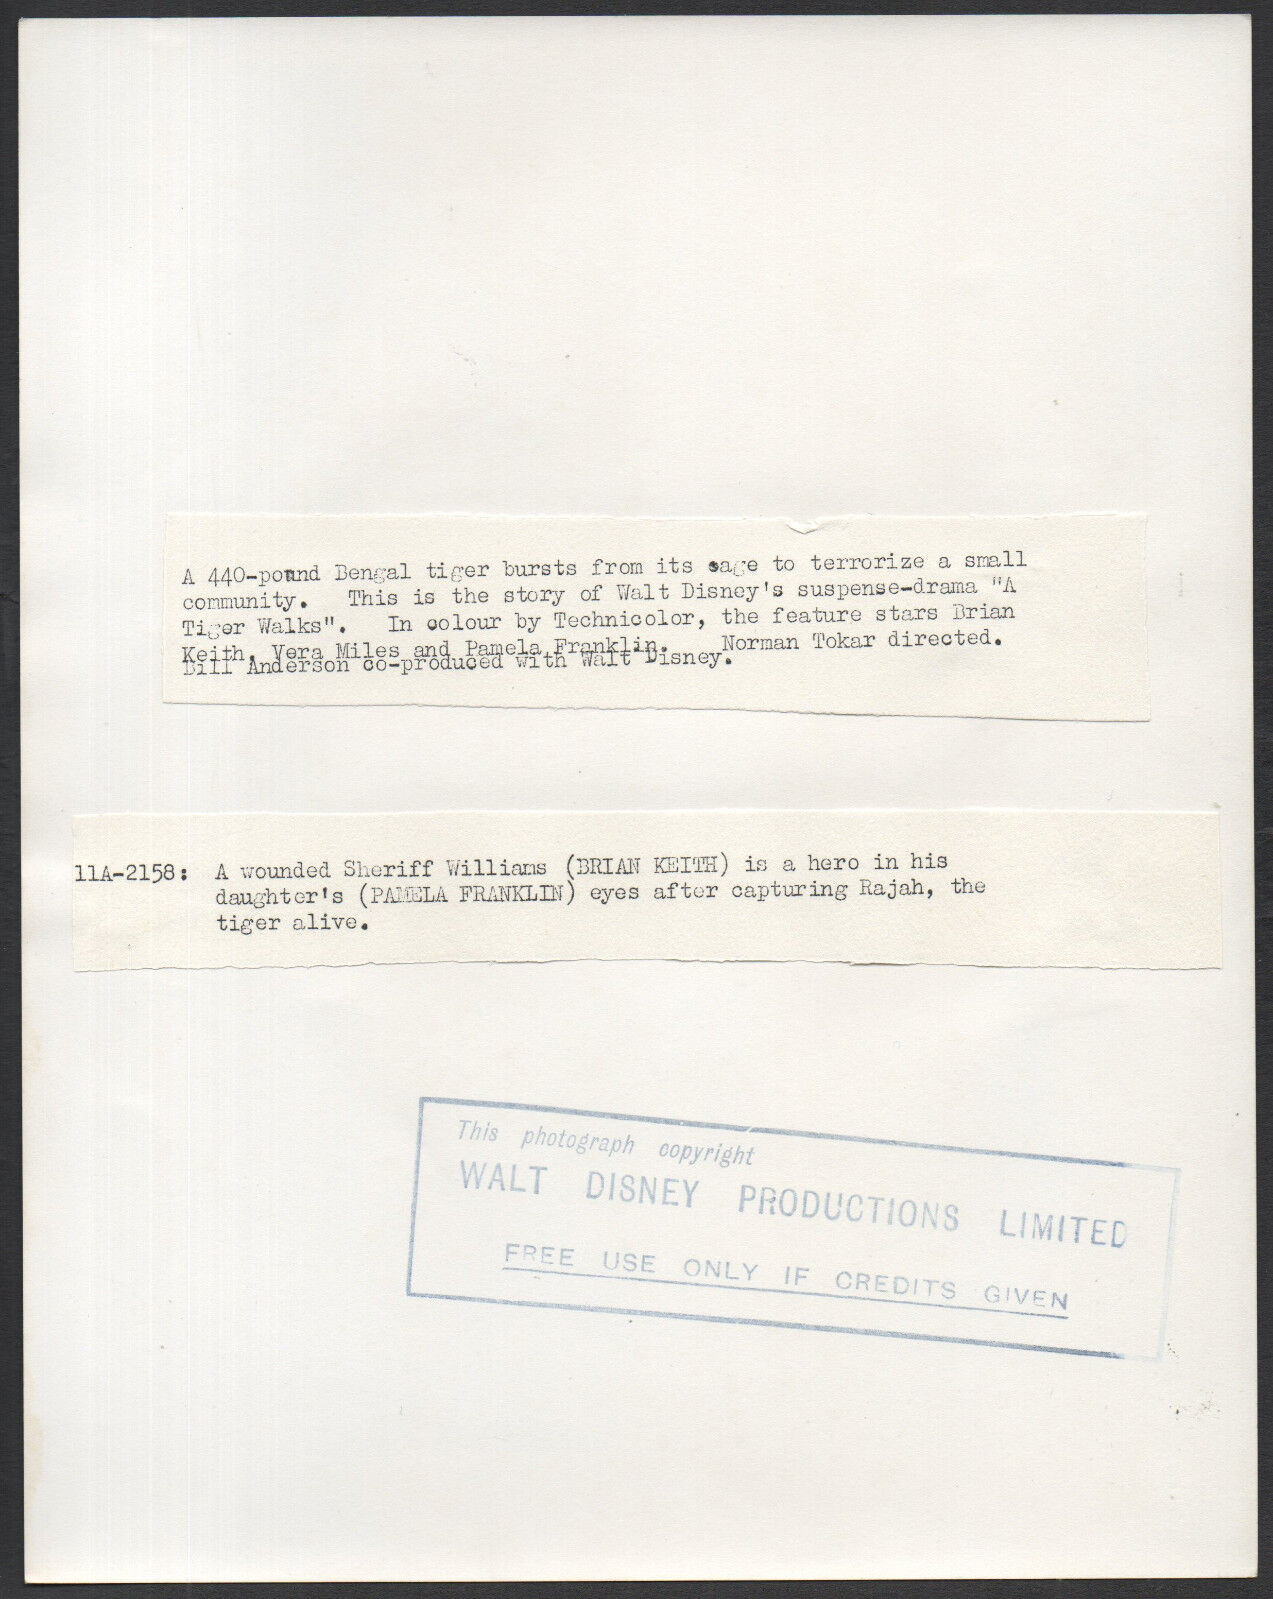 A 440-pound Bengal tiger bursts from its cage to terrorize a small
community. This is the story of Walt Disney's suspense-drama "A
Tiger Walks". In colour by Technicolor, the feature stars Brian
Keith, Vera Miles and Pamela Franklin. Norman Tokar directed.
Bill Anderson co-produced with Walt Disney.
11A-2158: A wounded Sheriff Williams (BRIAN KEITH) is a hero in his
daughter's (PAMELA FRANKLIN) eyes after capturing Rajah, the
tiger alive.
This photograph copyright
WALT DISNEY PRODUCTIONS LIMITED
FREE USE ONLY IF CREDITS GIVEN